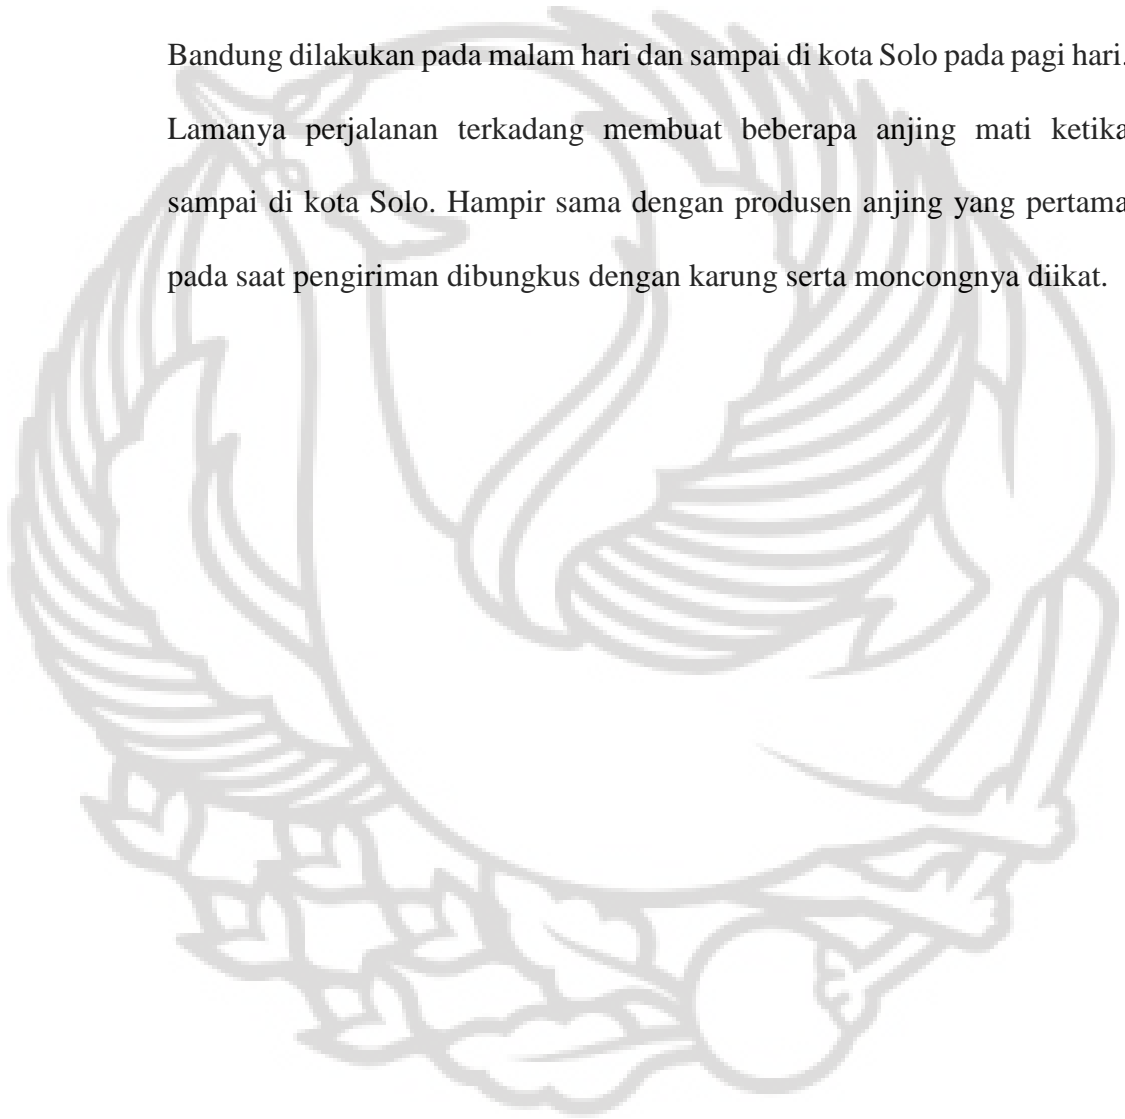 Bandung dilakukan pada malam hari dan sampai di kota Solo pada pagi hari.
Lamanya perjalanan terkadang membuat beberapa anjing mati ketika
sampai di kota Solo. Hampir sama dengan produsen anjing yang pertama
pada saat pengiriman dibungkus dengan karung serta moncongnya diikat.